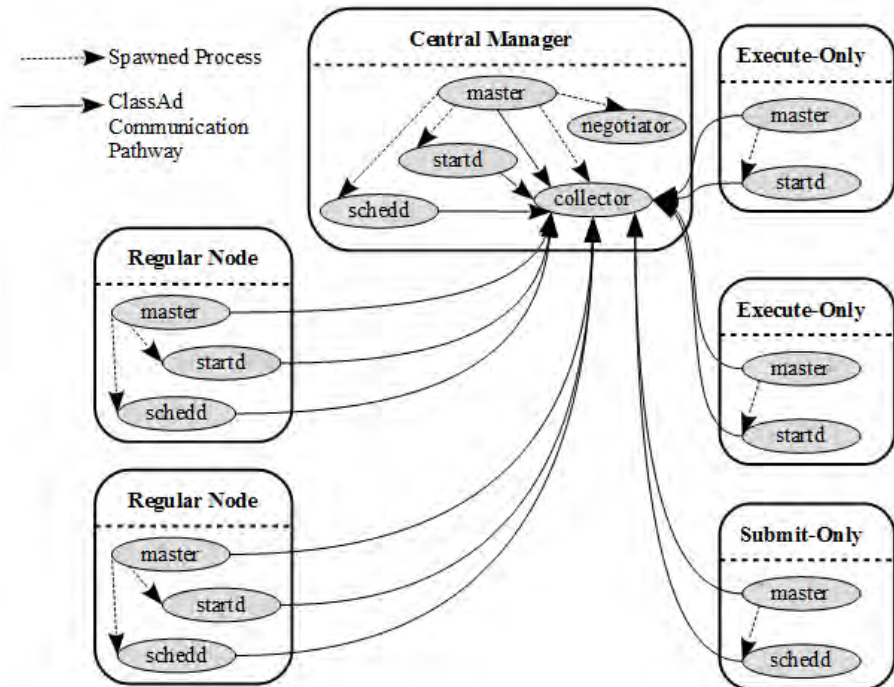 Spawned Process
ClassAd
Communication
Pathway
Central Manager
master
negotiator
startd
collector
schedd
Execute-Only
master
startd
Regular Node
master
startd
schedd
Execute-Only
master
startd
Regular Node
master
startd
schedd
Submit-Only
master
schedd